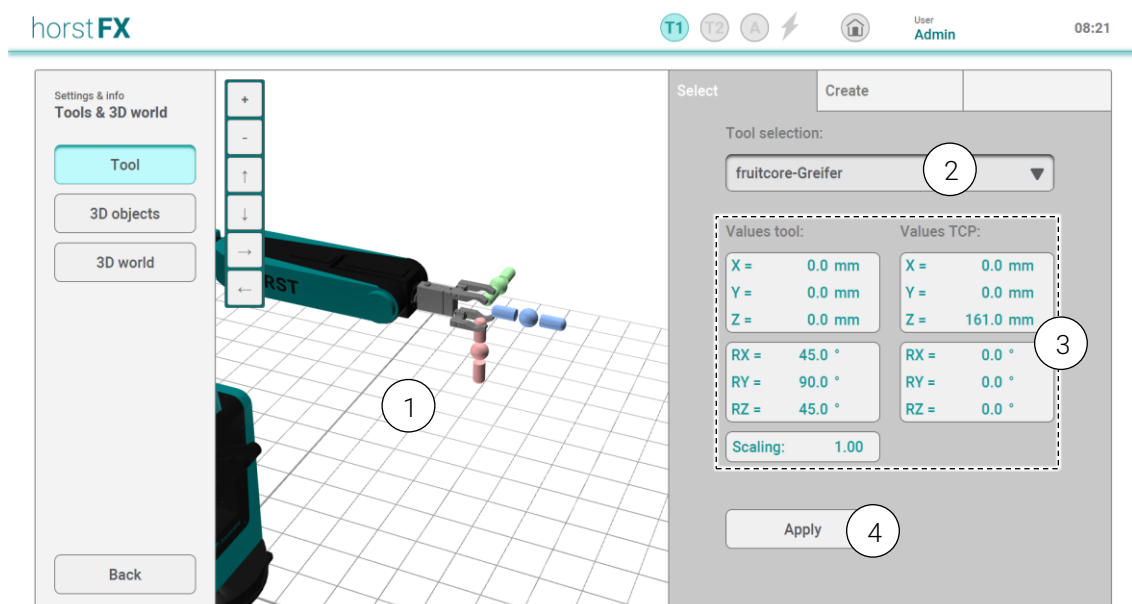 horstFX
T1 T2 A
User
Admin
08:21
Settings & info
Tools & 3D world
Tool
3D objects
3D world
Back
+
-
↑
↓
→
←
RST
1
Select
Create
Tool selection:
fruitcore-Greifer
2
Values tool:
Values TCP:
X = 0.0 mm
Y = 0.0 mm
Z = 0.0 mm
X = 0.0 mm
Y = 0.0 mm
Z = 161.0 mm
3
RX = 45.0 °
RY = 90.0 °
RZ = 45.0 °
RX = 0.0 °
RY = 0.0 °
RZ = 0.0 °
Scaling: 1.00
Apply
4